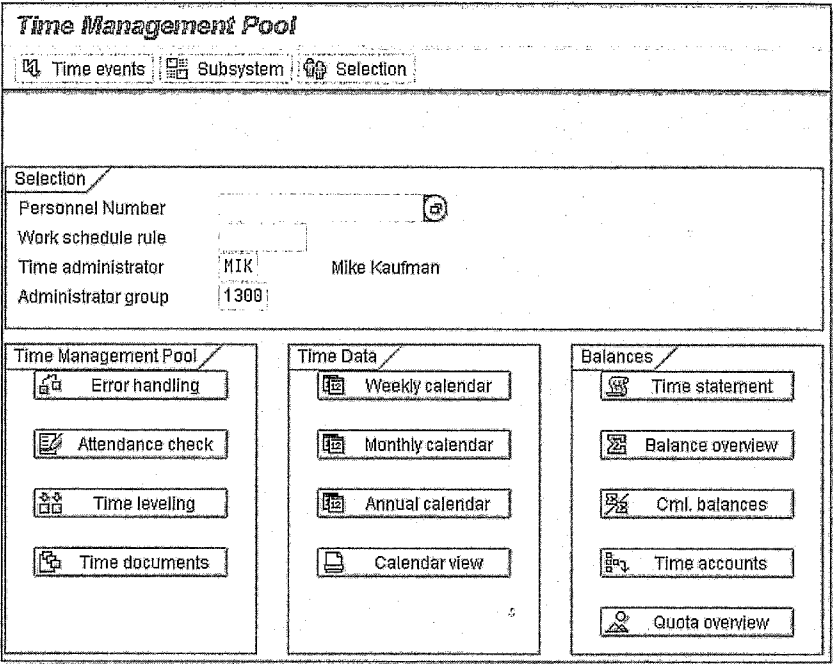 Time Management Pool
Time events Subsystem Selection
Selection
Personnel Number
Work schedule rule
Time administrator MIK Mike Kaufman
Administrator group 1300
Time Management Pool
Error handling
Attendance check
Time leveling
Time documents
Time Data
Weekly calendar
Monthly calendar
Annual calendar
Calendar view
Balances
Time statement
Balance overview
Cml. balances
Time accounts
Quota overview